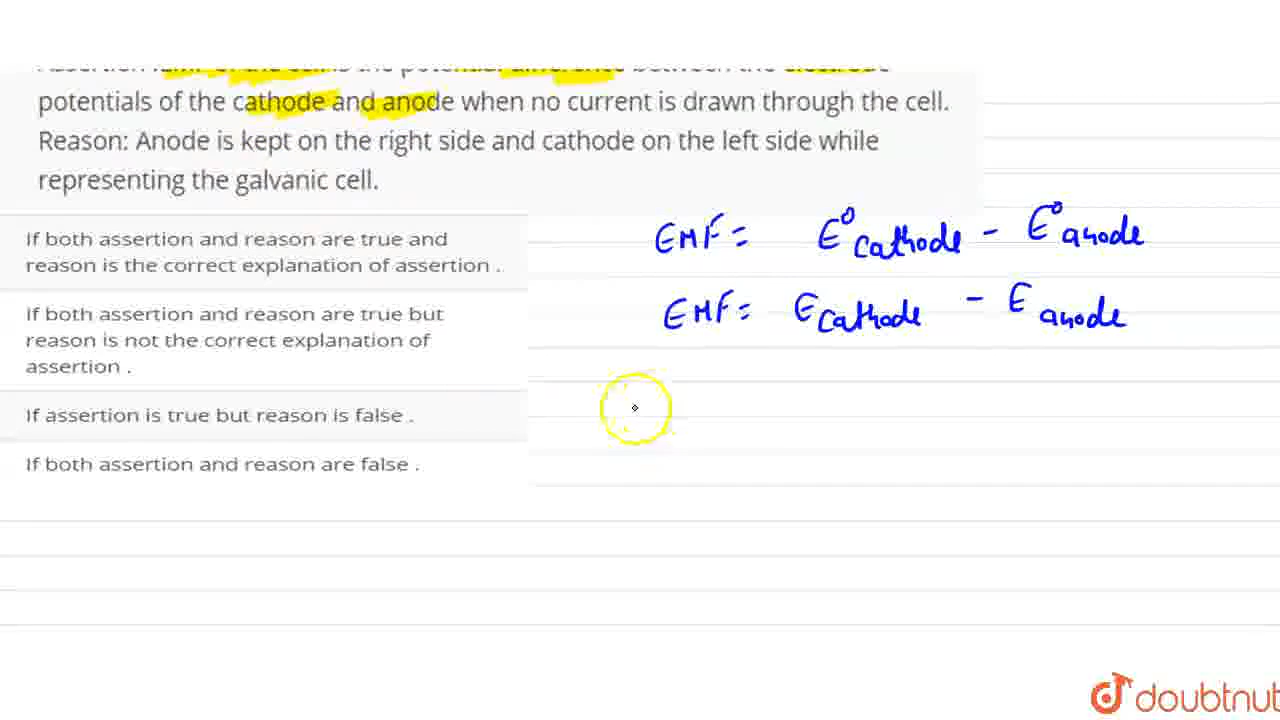 potentials of the cathode and anode when no current is drawn through the cell.
Reason: Anode is kept on the right side and cathode on the left side while
representing the galvanic cell.
If both assertion and reason are true and
reason is the correct explanation of assertion .
If both assertion and reason are true but
reason is not the correct explanation of
assertion .
If assertion is true but reason is false .
If both assertion and reason are false .
EMF = E⁰cathode - E⁰anode
EMF = Ecathode - Eanode
doubtnut